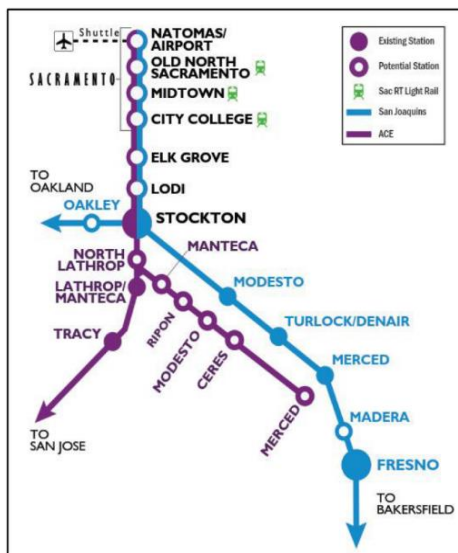 Shuttle
NATOMAS/
AIRPORT
OLD NORTH
SACRAMENTO
SACRAMENTO
MIDTOWN
CITY COLLEGE
ELK GROVE
LODI
TO
OAKLAND
OAKLEY
STOCKTON
NORTH
LATHROP
MANTECA
LATHROP/
MANTECA
MODESTO
TRACY
RIPON
MODESTO
CERES
MERCED
TURLOCK/DENAIR
MERCED
MADERA
FRESNO
TO
SAN JOSE
TO
BAKERSFIELD
Existing Station
Potential Station
Sac RT Light Rail
San Joaquins
ACE